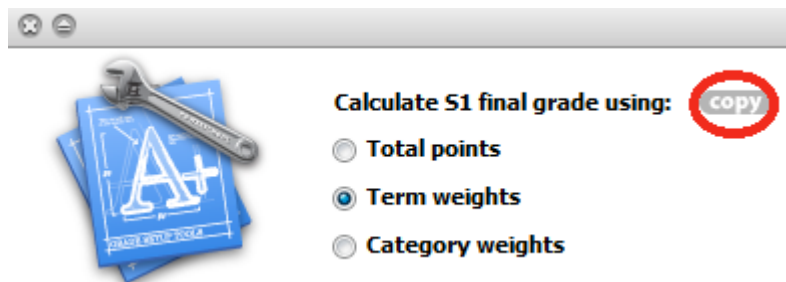 Calculate S1 final grade using: copy
Total points
Term weights
Category weights
A+